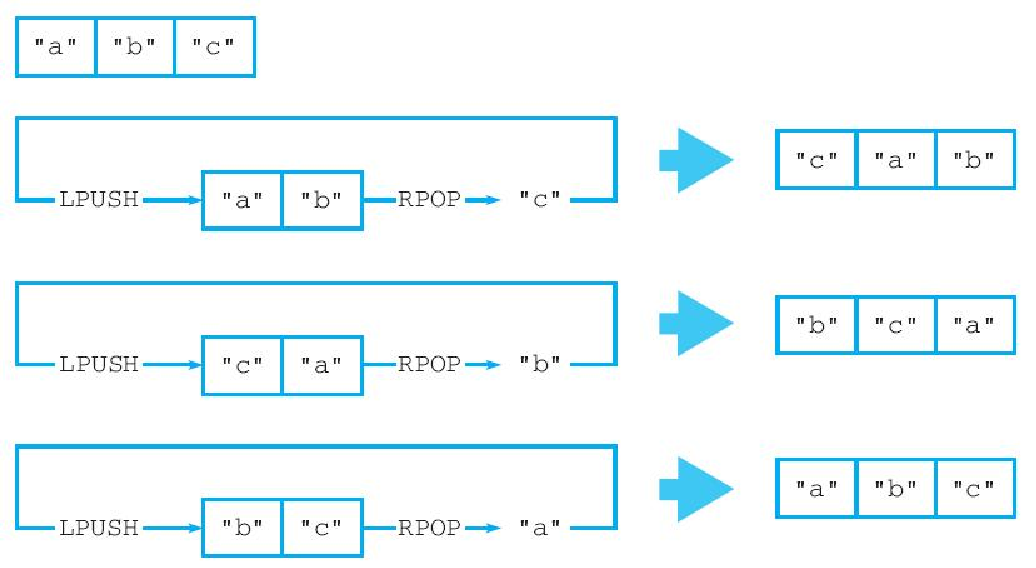 "a" "b" "c"
"c" "a" "b"
LPUSH "a" "b" RPOP "c"
"b" "c" "a"
LPUSH "c" "a" RPOP "b"
"a" "b" "c"
LPUSH "b" "c" RPOP "a"